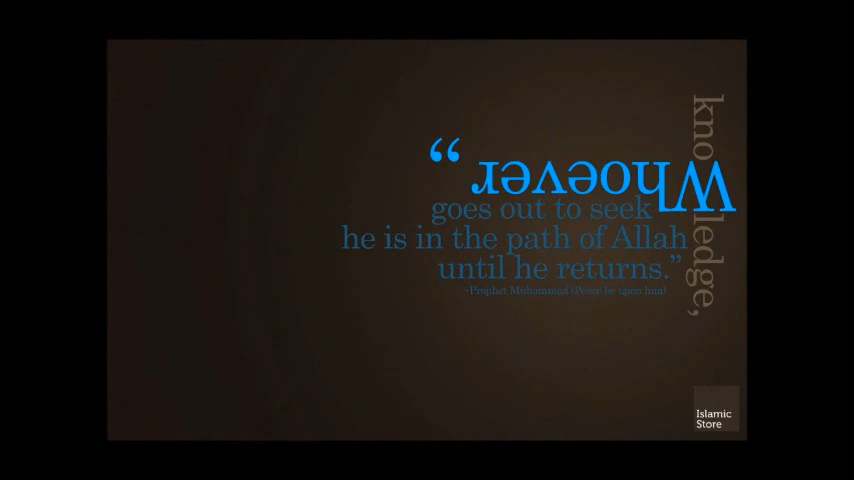 “Whoever
goes out to seek
knowledge,
he is in the path of Allah
until he returns.”
~Prophet Muhammad (Peace be upon him)
Islamic
Store